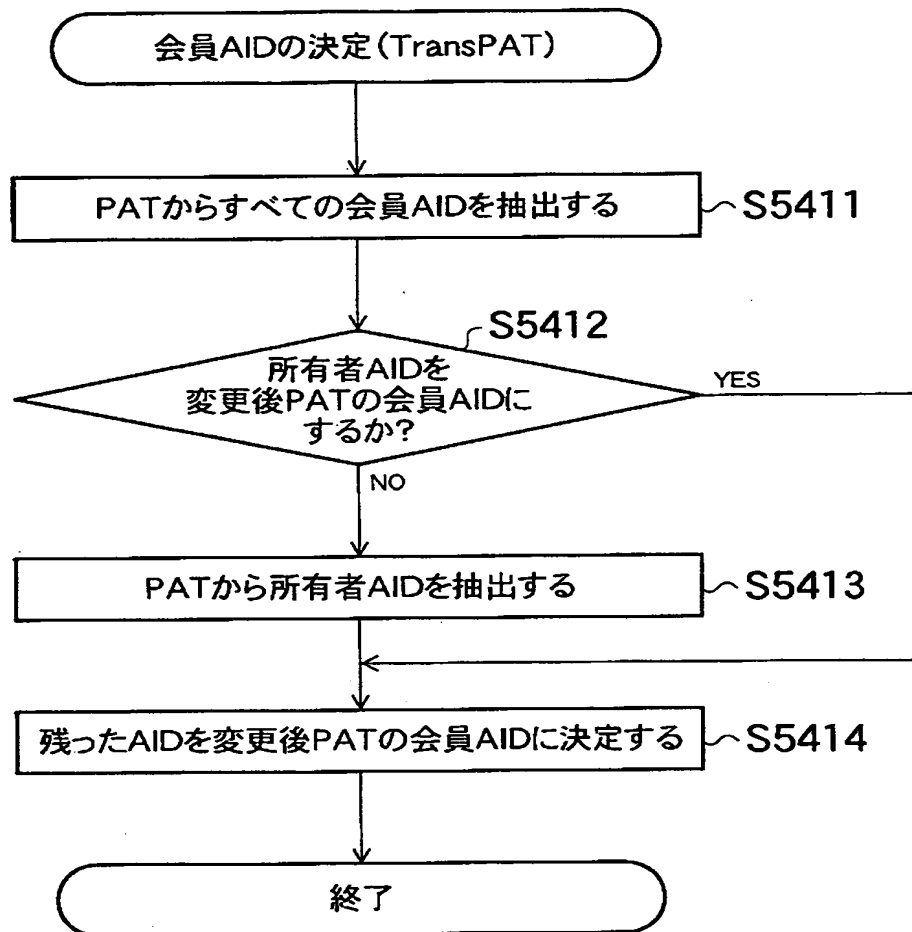 会員AIDの決定(TransPAT)
PATからすべての会員AIDを抽出する
S5411
S5412
所有者AIDを
変更後PATの会員AIDに
するか?
YES
NO
PATから所有者AIDを抽出する
S5413
残ったAIDを変更後PATの会員AIDに決定する
S5414
終了